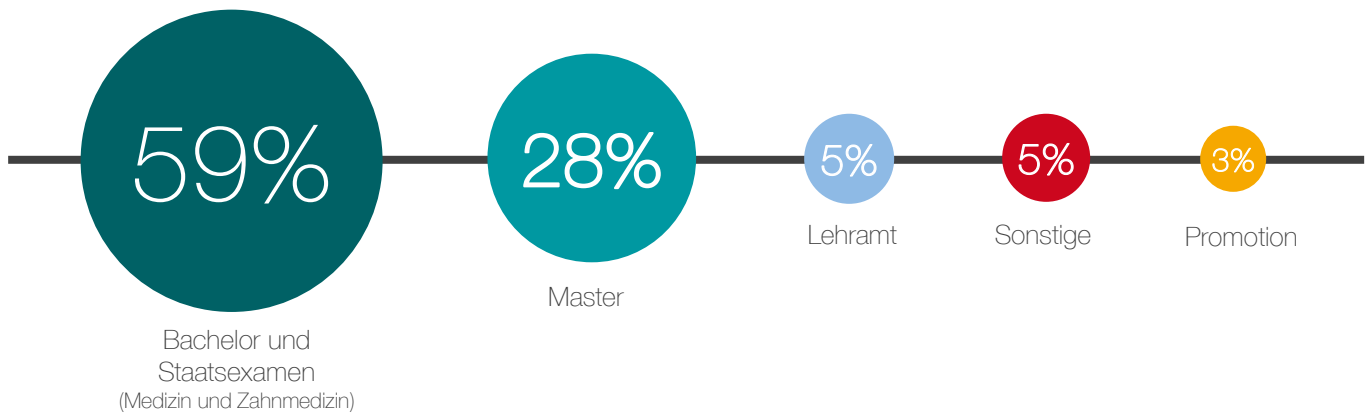 59%
Bachelor und
Staatsexamen
(Medizin und Zahnmedizin)
28%
Master
5%
Lehramt
5%
Sonstige
3%
Promotion